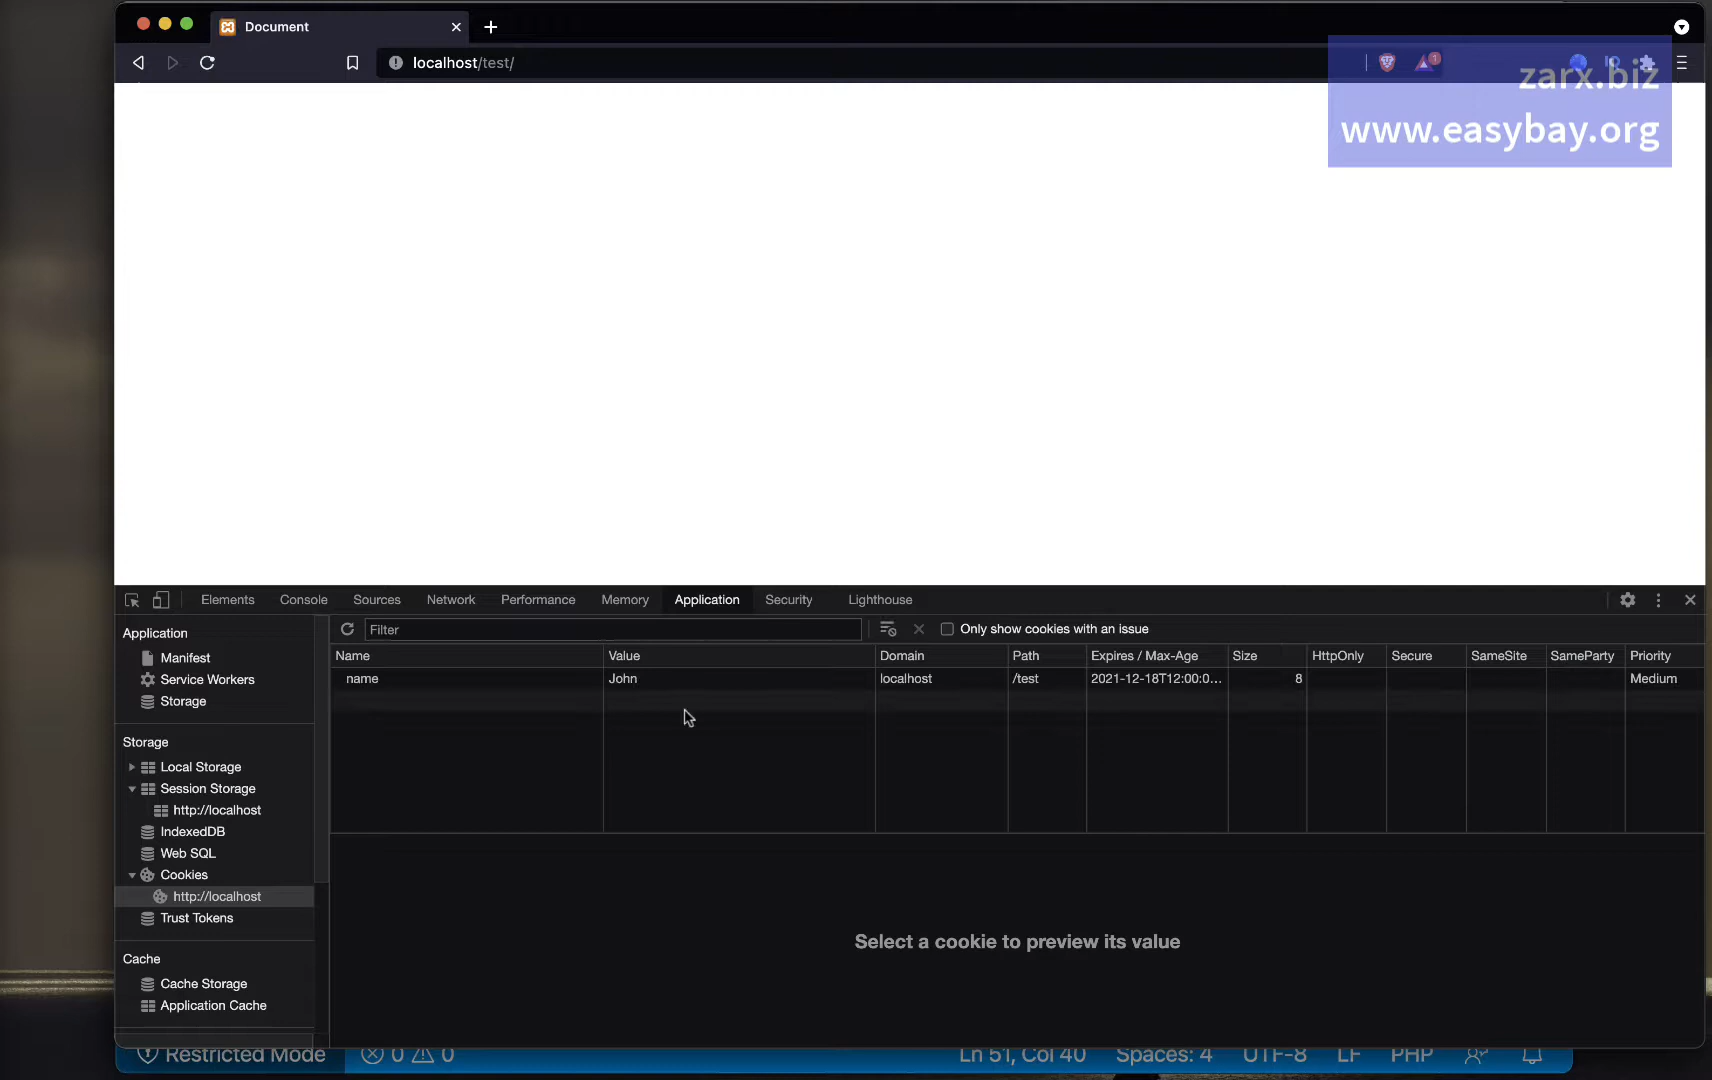 Document
localhost/test/
1
zarx.biz
www.easybay.org
Elements Console Sources Network Performance Memory Application Security Lighthouse
Application
Manifest
Service Workers
Storage
Storage
Local Storage
Session Storage
http://localhost
IndexedDB
Web SQL
Cookies
http://localhost
Trust Tokens
Cache
Cache Storage
Application Cache
Filter
Only show cookies with an issue
Name Value Domain Path Expires / Max-Age Size HttpOnly Secure SameSite SameParty Priority
name John localhost /test 2021-12-18T12:00:0... 8 Medium
Select a cookie to preview its value
Restricted Mode 0 0 Ln 51, Col 40 Spaces: 4 UTF-8 LF PHP